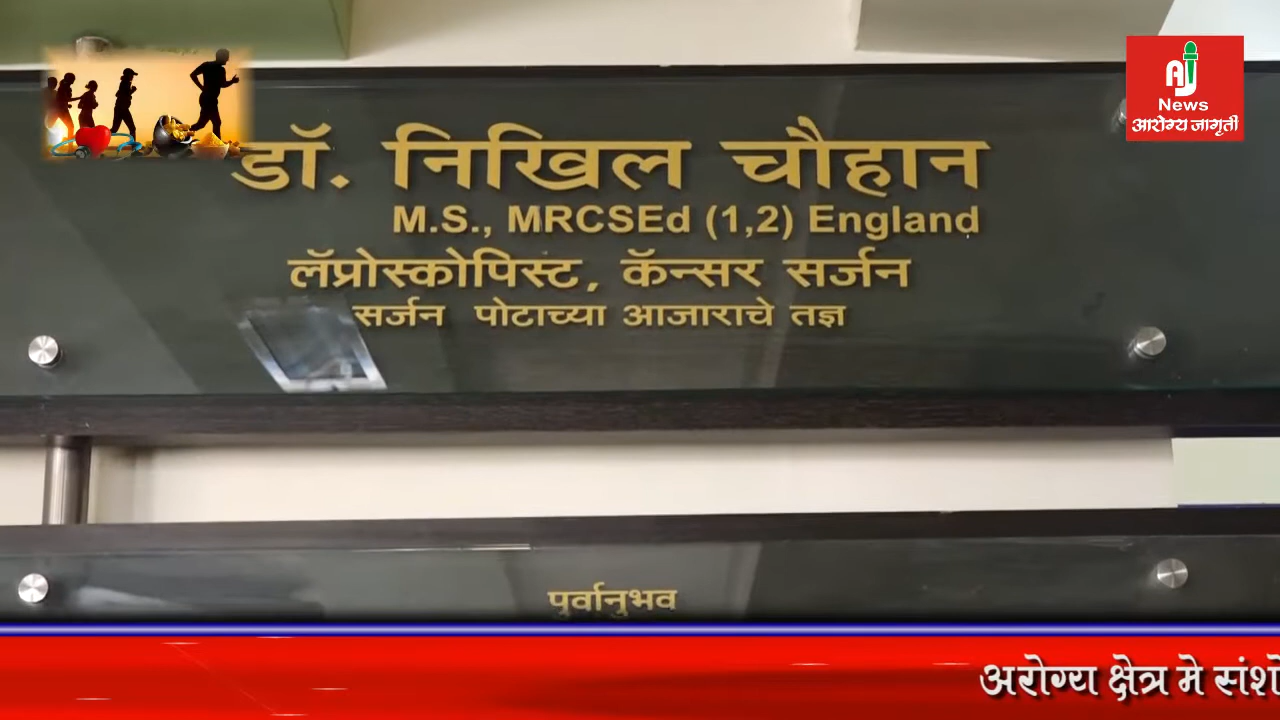 AJ
News
आरोग्य जागृती
डॉ. निखिल चौहान
M.S., MRCSEd (1,2) England
लॅप्रोस्कोपिस्ट, कॅन्सर सर्जन
सर्जन पोटाच्या आजाराचे तज्ञ
पुर्वानुभव
अरोग्य क्षेत्र मे